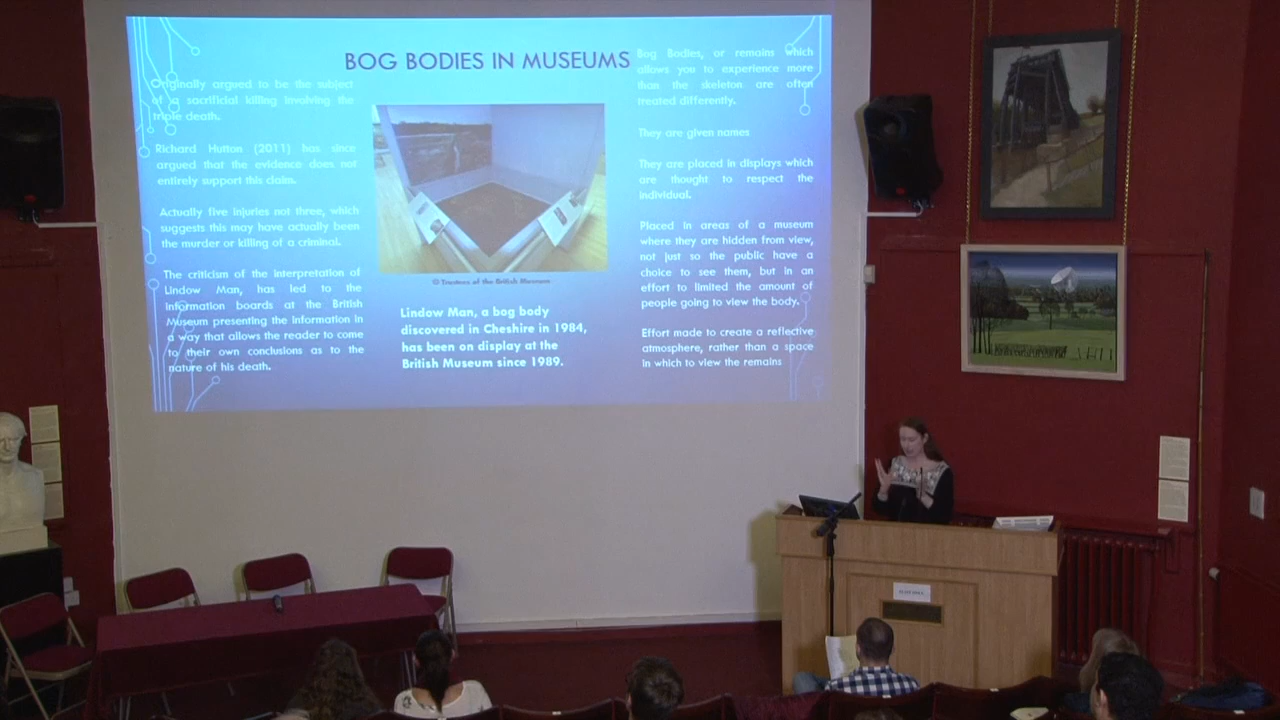 BOG BODIES IN MUSEUMS
Originally argued to be the subject
of a sacrificial killing involving the
triple death.
Richard Hutton (2011) has since
argued that the evidence does not
entirely support this claim.
Actually five injuries not three, which
suggests this may have actually been
the murder or killing of a criminal.
The criticism of the interpretation of
Lindow Man, has led to the
information boards at the British
Museum presenting the information in
a way that allows the reader to come
to their own conclusions as to the
nature of his death.
© Trustees of the British Museum
Lindow Man, a bog body
discovered in Cheshire in 1984,
has been on display at the
British Museum since 1989.
Bog Bodies, or remains which
allows you to experience more
than the skeleton are often
treated differently.
They are given names
They are placed in displays which
are thought to respect the
individual.
Placed in areas of a museum
where they are hidden from view,
not just so the public have a
choice to see them, but in an
effort to limited the amount of
people going to view the body.
Effort made to create a reflective
atmosphere, rather than a space
in which to view the remains